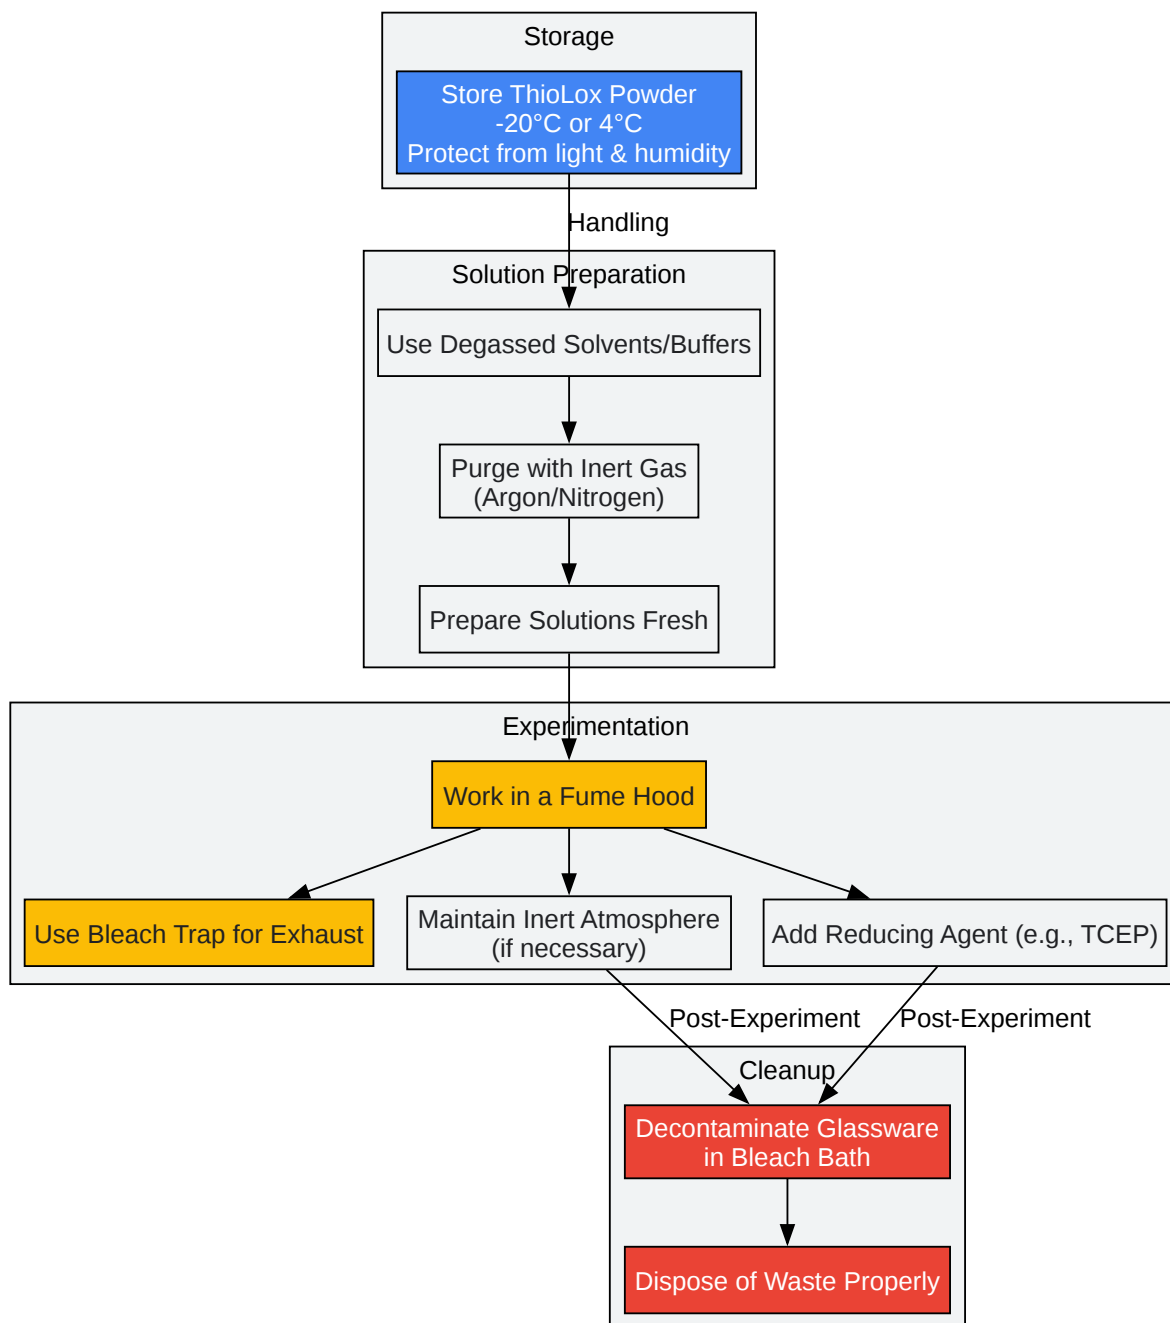 Storage
Store ThioLox Powder
-20°C or 4°C
Protect from light & humidity
Handling
Solution Preparation
Use Degassed Solvents/Buffers
Purge with Inert Gas
(Argon/Nitrogen)
Prepare Solutions Fresh
Experimentation
Work in a Fume Hood
Use Bleach Trap for Exhaust
Maintain Inert Atmosphere
(if necessary)
Add Reducing Agent (e.g., TCEP)
Post-Experiment
Post-Experiment
Cleanup
Decontaminate Glassware
in Bleach Bath
Dispose of Waste Properly